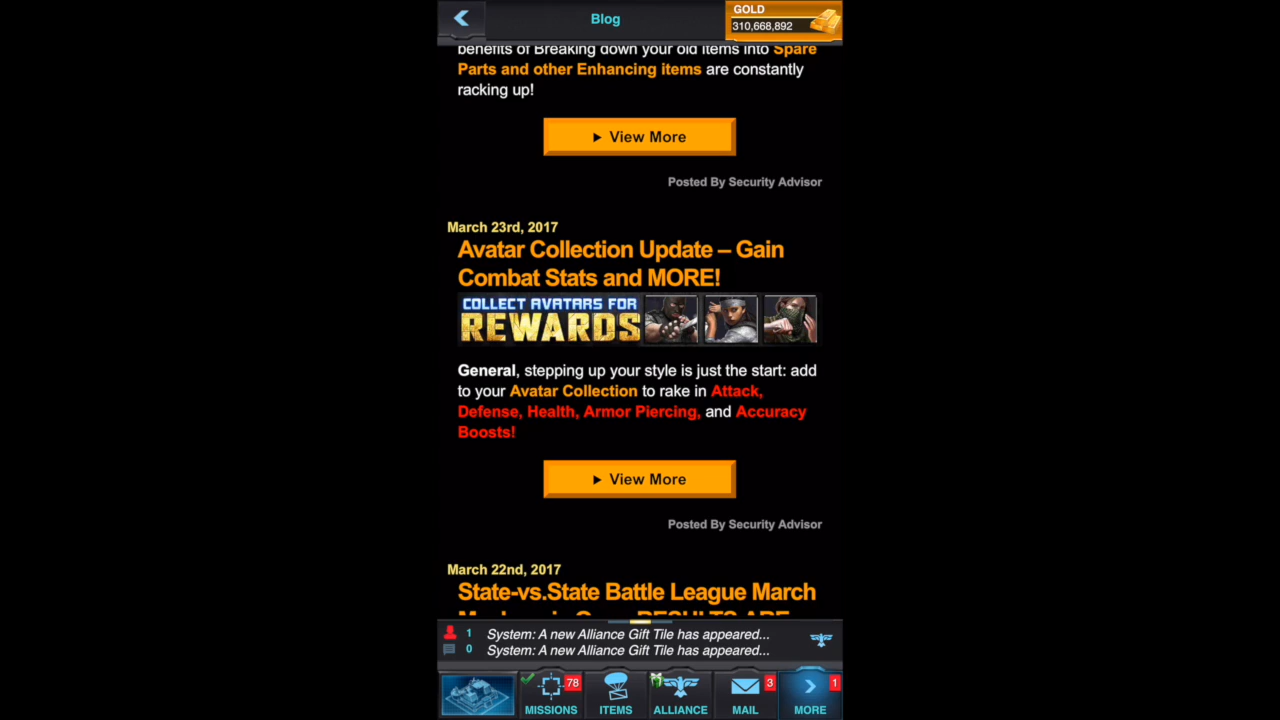 Blog
GOLD
310,668,892
benefits of Breaking down your old items into Spare
Parts and other Enhancing items are constantly
racking up!
► View More
Posted By Security Advisor
March 23rd, 2017
Avatar Collection Update – Gain
Combat Stats and MORE!
COLLECT AVATARS FOR
REWARDS
General, stepping up your style is just the start: add
to your Avatar Collection to rake in Attack,
Defense, Health, Armor Piercing, and Accuracy
Boosts!
► View More
Posted By Security Advisor
March 22nd, 2017
State-vs.State Battle League March
RESULTS ARE
1 System: A new Alliance Gift Tile has appeared...
0 System: A new Alliance Gift Tile has appeared...
78
3
1
MISSIONS
ITEMS
ALLIANCE
MAIL
MORE